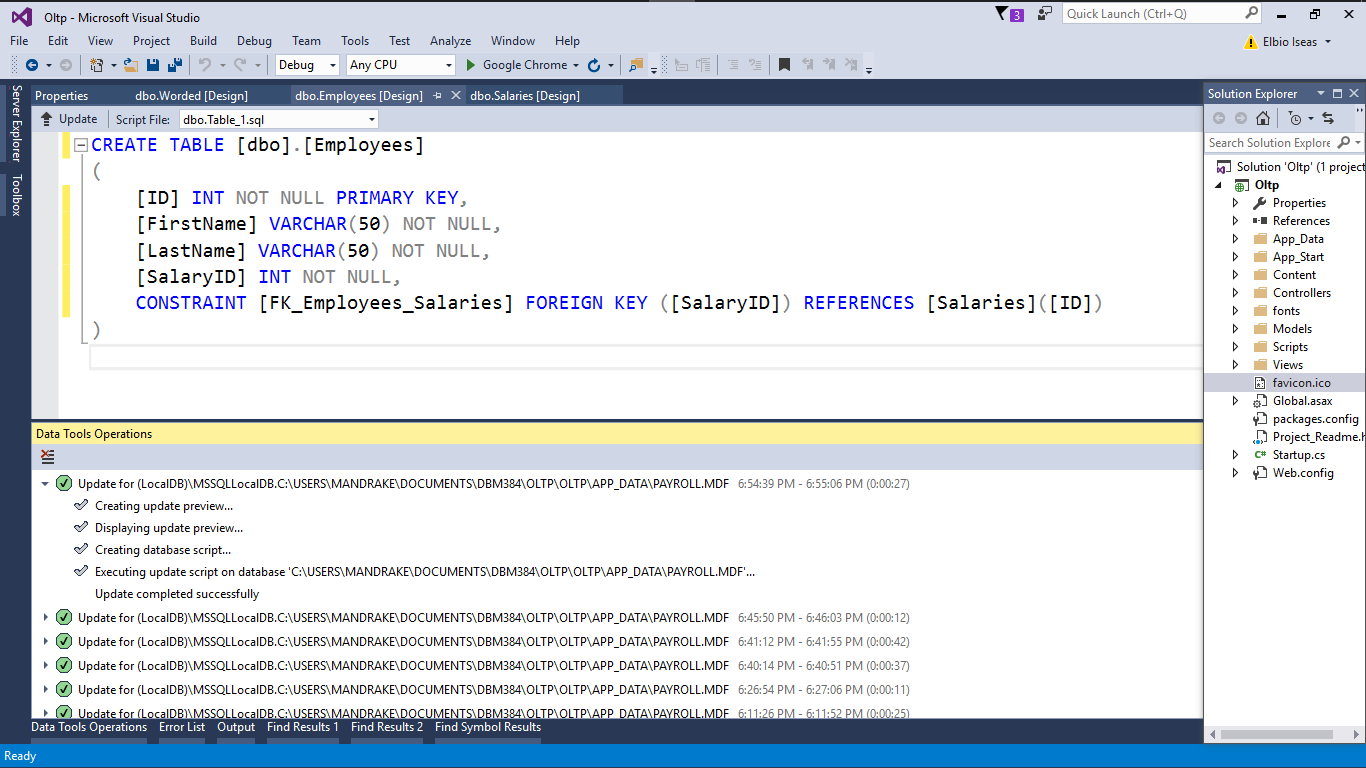 Oltp - Microsoft Visual Studio
3
Quick Launch (Ctrl+Q)
File Edit View Project Build Debug Team Tools Test Analyze Window Help
Elbio Iseas
Debug Any CPU Google Chrome
Server Explorer
Toolbox
Properties dbo.Worded [Design] dbo.Employees [Design] dbo.Salaries [Design]
Update Script File: dbo.Table_1.sql
CREATE TABLE [dbo].[Employees]
(
[ID] INT NOT NULL PRIMARY KEY,
[FirstName] VARCHAR(50) NOT NULL,
[LastName] VARCHAR(50) NOT NULL,
[SalaryID] INT NOT NULL,
CONSTRAINT [FK_Employees_Salaries] FOREIGN KEY ([SalaryID]) REFERENCES [Salaries]([ID])
)
Data Tools Operations
Update for (LocalDB)\MSSQLLocalDB.C:\USERS\MANDRAKE\DOCUMENTS\DBM384\OLTP\OLTP\APP_DATA\PAYROLL.MDF 6:54:39 PM - 6:55:06 PM (0:00:27)
Creating update preview...
Displaying update preview...
Creating database script...
Executing update script on database 'C:\USERS\MANDRAKE\DOCUMENTS\DBM384\OLTP\OLTP\APP_DATA\PAYROLL.MDF'...
Update completed successfully
Update for (LocalDB)\MSSQLLocalDB.C:\USERS\MANDRAKE\DOCUMENTS\DBM384\OLTP\OLTP\APP_DATA\PAYROLL.MDF 6:45:50 PM - 6:46:03 PM (0:00:12)
Update for (LocalDB)\MSSQLLocalDB.C:\USERS\MANDRAKE\DOCUMENTS\DBM384\OLTP\OLTP\APP_DATA\PAYROLL.MDF 6:41:12 PM - 6:41:55 PM (0:00:42)
Update for (LocalDB)\MSSQLLocalDB.C:\USERS\MANDRAKE\DOCUMENTS\DBM384\OLTP\OLTP\APP_DATA\PAYROLL.MDF 6:40:14 PM - 6:40:51 PM (0:00:37)
Update for (LocalDB)\MSSQLLocalDB.C:\USERS\MANDRAKE\DOCUMENTS\DBM384\OLTP\OLTP\APP_DATA\PAYROLL.MDF 6:26:54 PM - 6:27:06 PM (0:00:11)
Update for (LocalDB)\MSSQLLocalDB.C:\USERS\MANDRAKE\DOCUMENTS\DBM384\OLTP\OLTP\APP_DATA\PAYROLL.MDF 6:11:26 PM - 6:11:52 PM (0:00:25)
Data Tools Operations Error List Output Find Results 1 Find Results 2 Find Symbol Results
Solution Explorer
Search Solution Explore
Solution 'Oltp' (1 project
Oltp
Properties
References
App_Data
App_Start
Content
Controllers
fonts
Models
Scripts
Views
favicon.ico
Global.asax
packages.config
Project_Readme.h
Startup.cs
Web.config
Ready